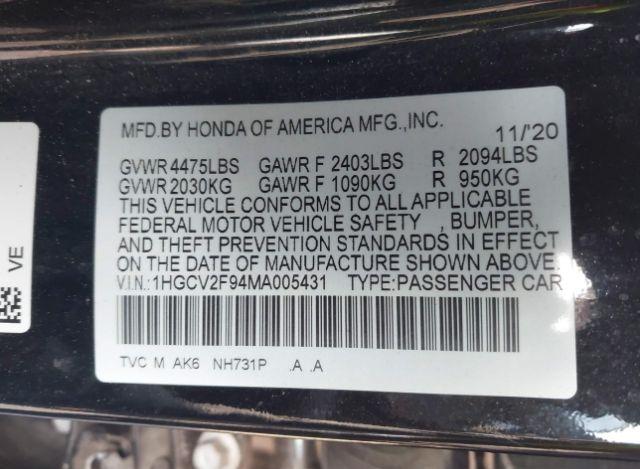 MFD.BY HONDA OF AMERICA MFG.,INC. 11/'20
GVWR 4475LBS GAWR F 2403LBS R 2094LBS
GVWR 2030KG GAWR F 1090KG R 950KG
THIS VEHICLE CONFORMS TO ALL APPLICABLE
FEDERAL MOTOR VEHICLE SAFETY , BUMPER,
AND THEFT PREVENTION STANDARDS IN EFFECT
ON THE DATE OF MANUFACTURE SHOWN ABOVE.
V.I.N.:1HGCV2F94MA005431 TYPE:PASSENGER CAR
TVC M AK6 NH731P .A .A
VE